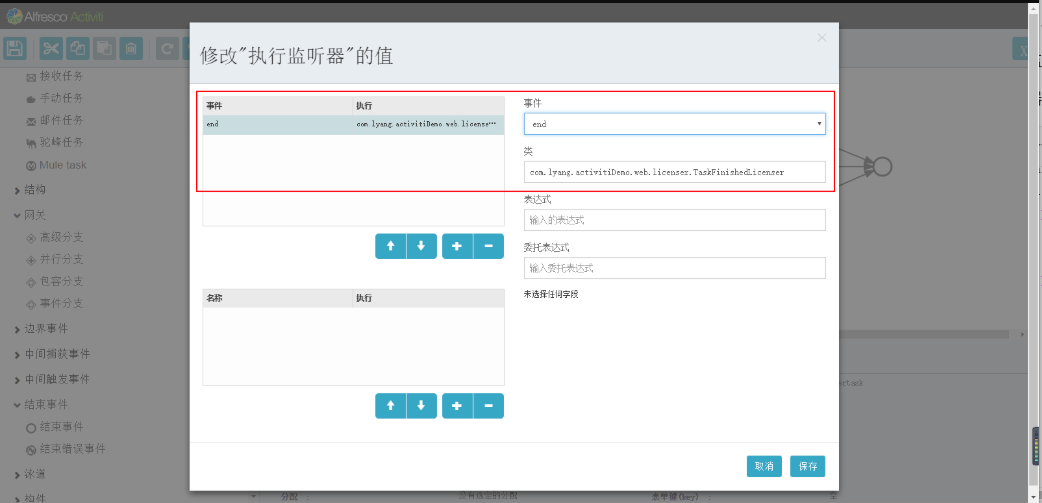 Alfresco Activiti
接收任务
手动任务
邮件任务
驼峰任务
Mule task
结构
网关
高级分支
并行分支
包容分支
事件分支
边界事件
中间捕获事件
中间触发事件
结束事件
结束事件
结束错误事件
泳道
构件
修改"执行监听器"的值
×
事件 执行
end com.lyang.activitiDemo.web.license…
名称 执行
事件
end
类
com.lyang.activitiDemo.web.licenser.TaskFinishedLicenser
表达式
输入的表达式
委托表达式
输入委托表达式
未选择任何字段
取消 保存
分配 :
表单键(key) :